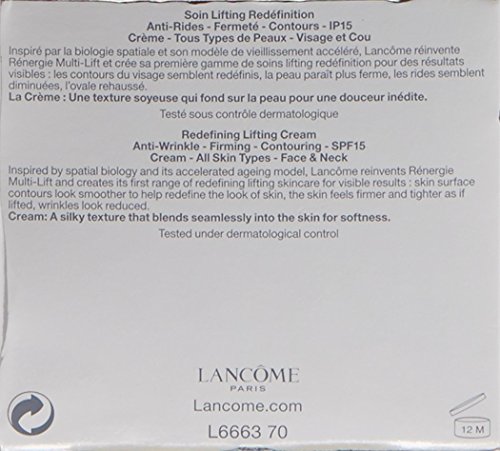 Soin Lifting Redéfinition
Anti-Rides - Fermeté - Contours - IP15
Crème - Tous Types de Peaux - Visage et Cou
Inspiré par la biologie spatiale et son modèle de vieillissement accéléré, Lancôme réinvente
Rénergie Multi-Lift et crée sa première gamme de soins lifting redéfinition pour des résultats
visibles : les contours du visage semblent redéfinis, la peau paraît plus ferme, les rides semblent
diminuées, l'ovale rehaussé.
La Crème : Une texture soyeuse qui fond sur la peau pour une douceur inédite.
Testé sous contrôle dermatologique
Redefining Lifting Cream
Anti-Wrinkle - Firming - Contouring - SPF15
Cream - All Skin Types - Face & Neck
Inspired by spatial biology and its accelerated ageing model, Lancôme reinvents Rénergie
Multi-Lift and creates its first range of redefining lifting skincare for visible results : skin surface
contours look smoother to help redefine the look of skin, the skin feels firmer and tighter as if
lifted, wrinkles look reduced.
Cream: A silky texture that blends seamlessly into the skin for softness.
Tested under dermatological control
LANCÔME
PARIS
Lancome.com
L6663 70
12 M